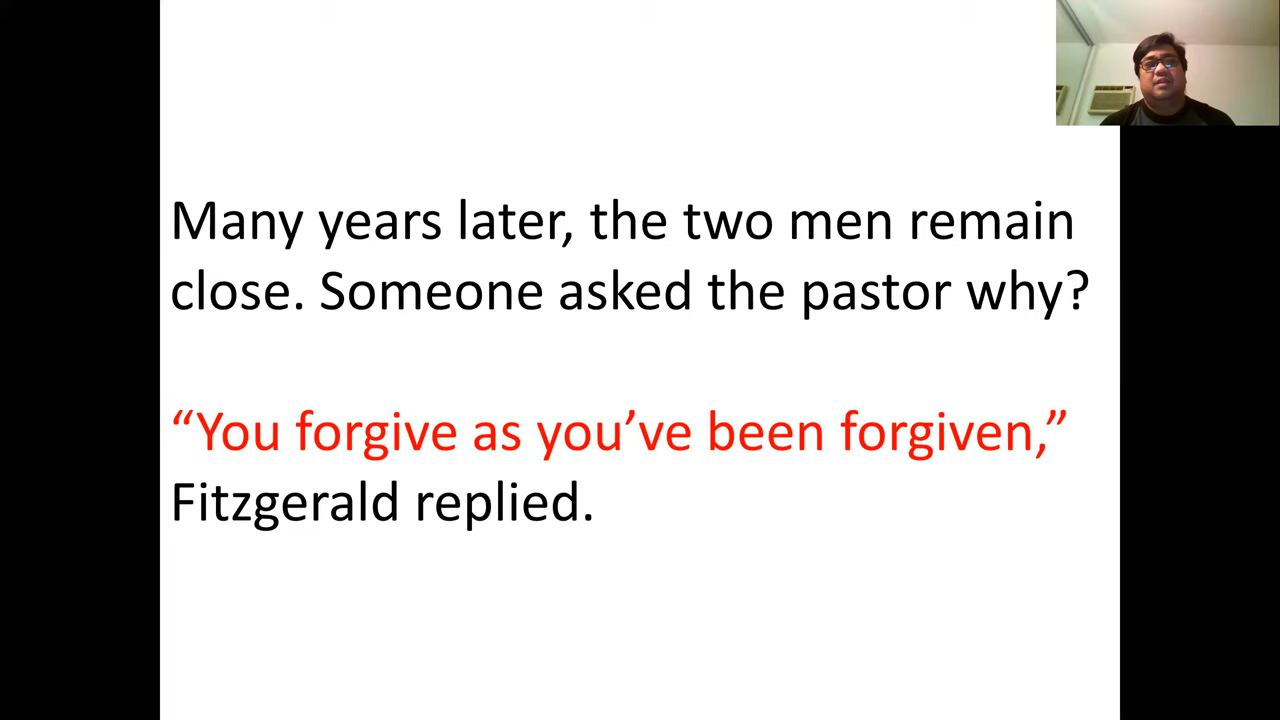 Many years later, the two men remain
close. Someone asked the pastor why?
“You forgive as you’ve been forgiven,”
Fitzgerald replied.